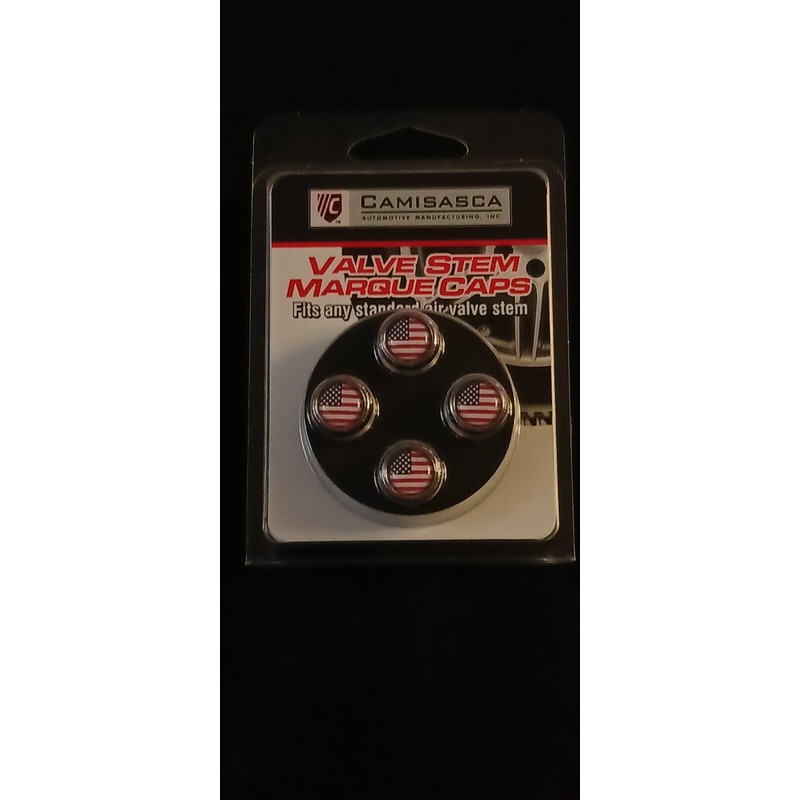 CAMISASCA
AUTOMOTIVE MANUFACTURING, INC.
VALVE STEM
MARQUE CAPS
Fits any standard air valve stem